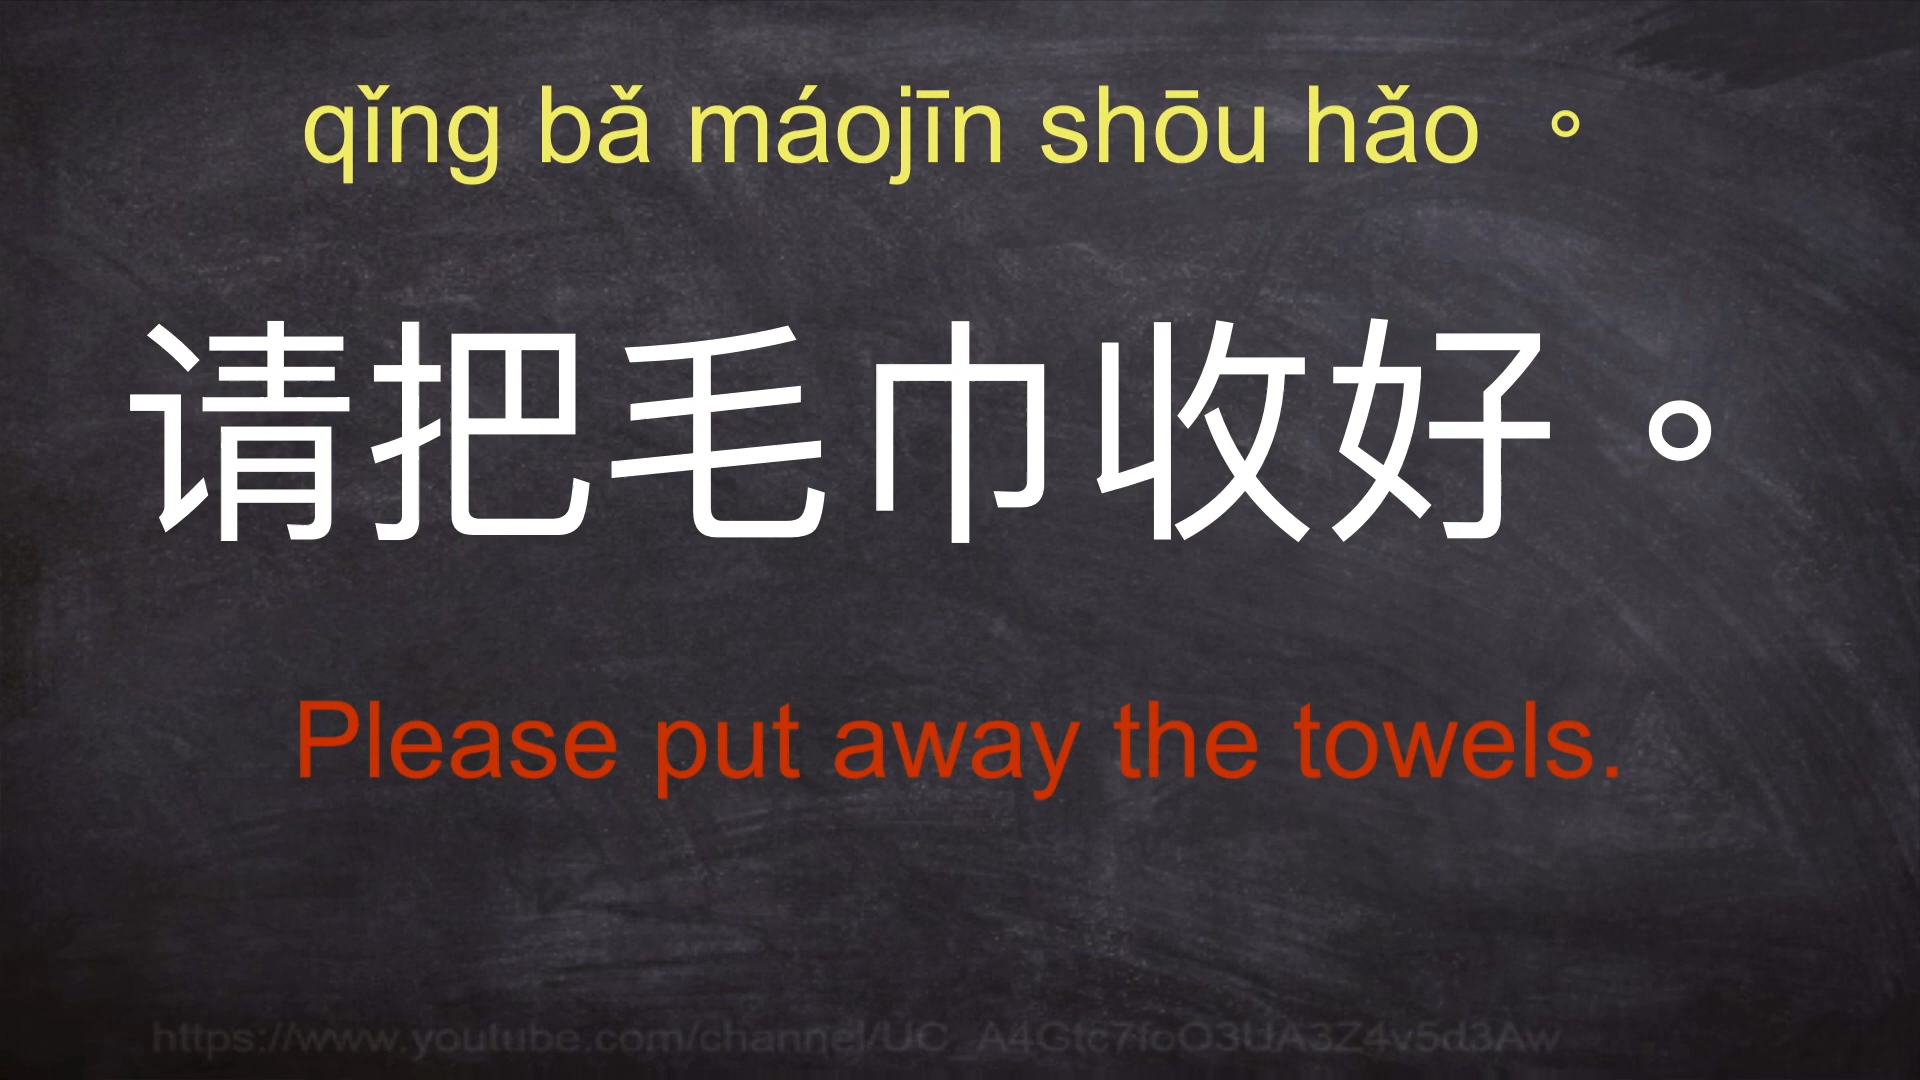 qǐng bǎ máojīn shōu hǎo 。
请把毛巾收好。
Please put away the towels.
https://www.youtube.com/channel/UC_A4Gtc7foO3UA3Z4v5d3Aw